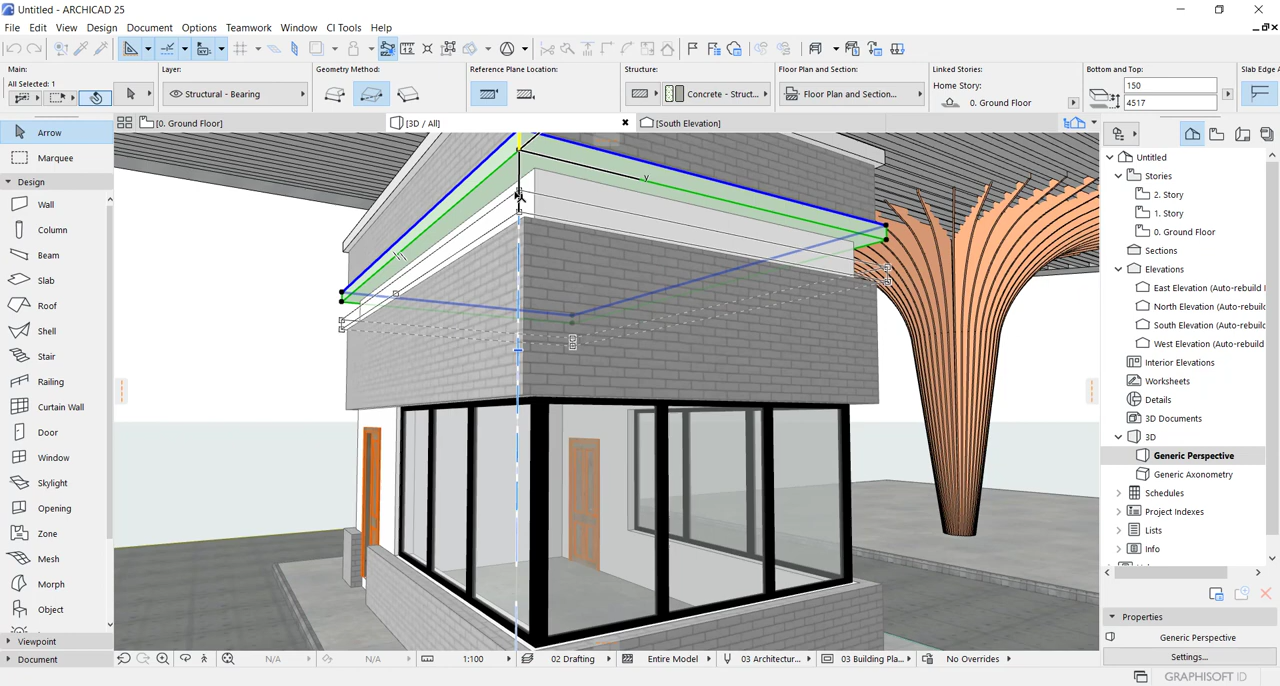 Untitled - ARCHICAD 25
File Edit View Design Document Options Teamwork Window CI Tools Help
Main: Layer: Geometry Method: Reference Plane Location: Structure: Floor Plan and Section: Linked Stories: Bottom and Top: Slab Edge A
All Selected: 1 Home Story: 150
Structural - Bearing Concrete - Struct... Floor Plan and Section... 0. Ground Floor 4517
[0. Ground Floor] [3D / All] [South Elevation]
Arrow
Marquee
Design
Wall
Column
Beam
Slab
Roof
Shell
Stair
Railing
Curtain Wall
Door
Window
Skylight
Opening
Zone
Mesh
Morph
Object
Viewpoint
Document
y
Untitled
Stories
2. Story
1. Story
0. Ground Floor
Sections
Elevations
East Elevation (Auto-rebuild
North Elevation (Auto-rebuild
South Elevation (Auto-rebuild
West Elevation (Auto-rebuild
Interior Elevations
Worksheets
Details
3D Documents
3D
Generic Perspective
Generic Axonometry
Schedules
Project Indexes
Lists
Info
Properties
Generic Perspective
Settings...
N/A N/A 1:100 02 Drafting Entire Model 03 Architectur... 03 Building Pla... No Overrides
GRAPHISOFT ID